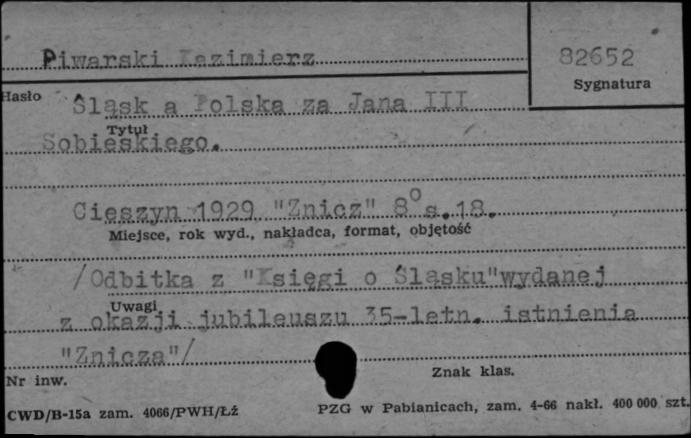 Piwarski Kazimierz
82652
Sygnatura
Hasło
Śląsk a Polska za Jana III
Tytuł
Sobieskiego.
Cieszyn 1929 "Znicz" 8° s.18.
Miejsce, rok wyd., nakładca, format, objętość
/Odbitka z "Księgi o Śląsku"wydanej
Uwagi
z okazji jubileuszu 35-letn. istnienia
"Znicza"/
Nr inw.
Znak klas.
CWD/B-15a zam. 4066/PWH/Łź
PZG w Pabianicach, zam. 4-66 nakł. 400 000 szt.